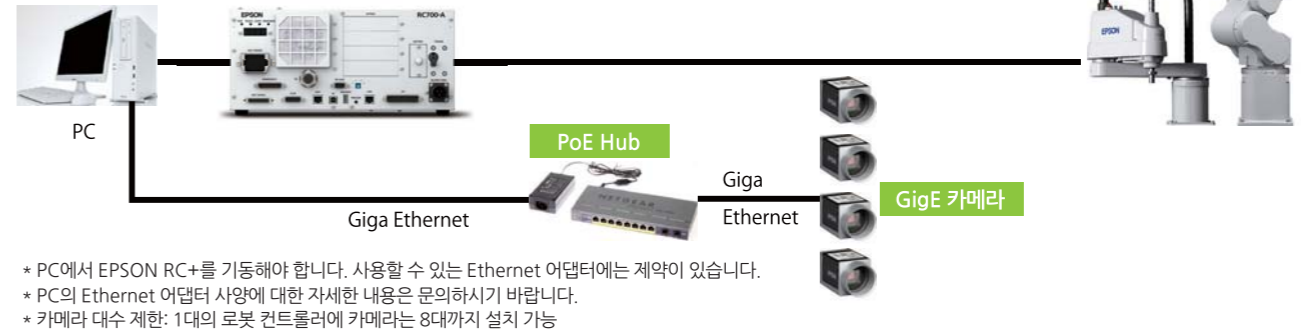 EPSON
RC700-A
EPSON
PC
PoE Hub
NETGEAR
Giga
Ethernet
GigE 카메라
Giga Ethernet
* PC에서 EPSON RC+를 기동해야 합니다. 사용할 수 있는 Ethernet 어댑터에는 제약이 있습니다.
* PC의 Ethernet 어댑터 사양에 대한 자세한 내용은 문의하시기 바랍니다.
* 카메라 대수 제한: 1대의 로봇 컨트롤러에 카메라는 8대까지 설치 가능